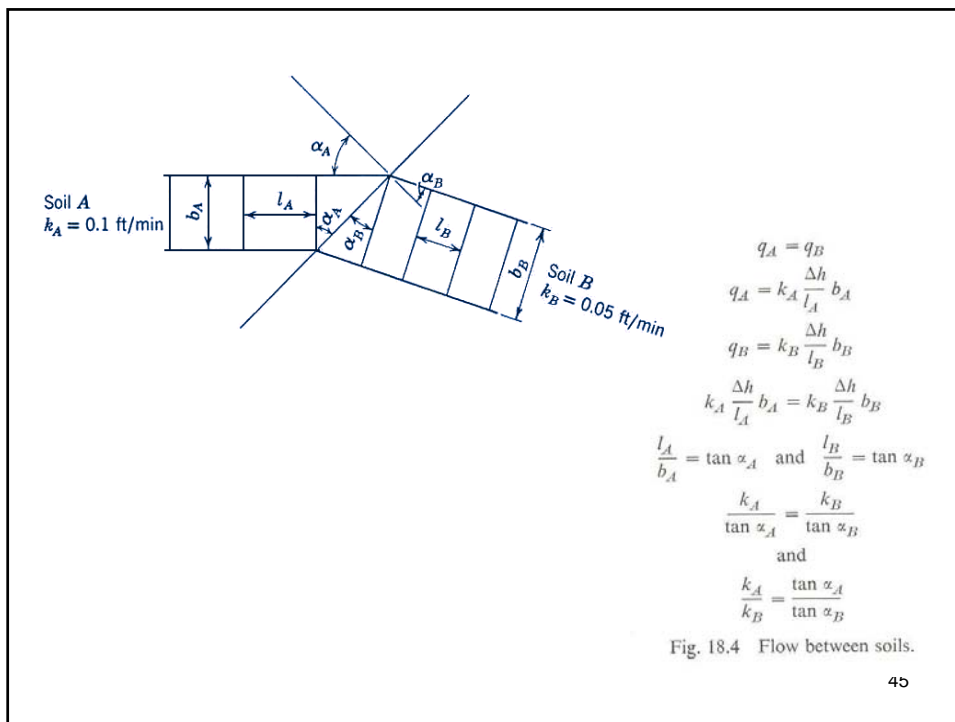 α_A
α_B
Soil A
k_A = 0.1 ft/min
b_A
l_A
α_A
α_B
l_B
b_B
Soil B
k_B = 0.05 ft/min
q_A = q_B
q_A = k_A Δh/l_A b_A
q_B = k_B Δh/l_B b_B
k_A Δh/l_A b_A = k_B Δh/l_B b_B
l_A/b_A = tan α_A and l_B/b_B = tan α_B
k_A/tan α_A = k_B/tan α_B
and
k_A/k_B = tan α_A/tan α_B
Fig. 18.4 Flow between soils.
45